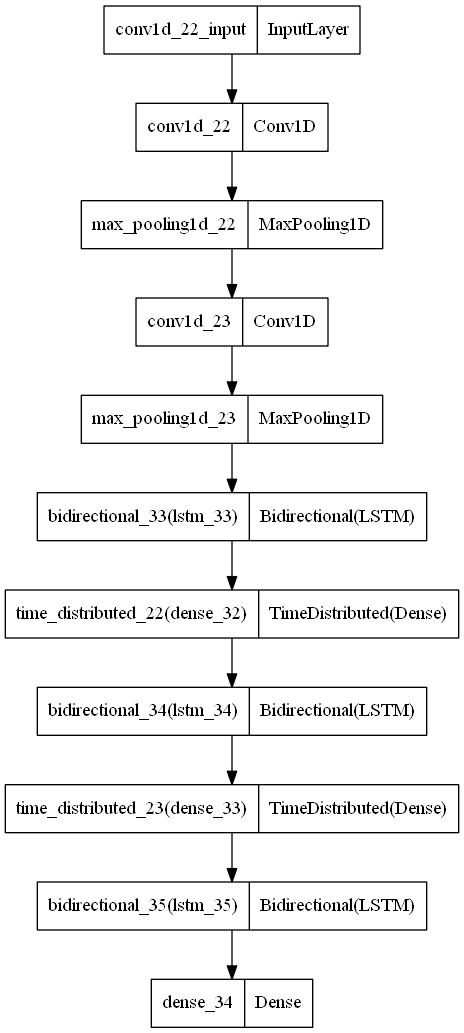 conv1d_22_input InputLayer
conv1d_22 Conv1D
max_pooling1d_22 MaxPooling1D
conv1d_23 Conv1D
max_pooling1d_23 MaxPooling1D
bidirectional_33(lstm_33) Bidirectional(LSTM)
time_distributed_22(dense_32) TimeDistributed(Dense)
bidirectional_34(lstm_34) Bidirectional(LSTM)
time_distributed_23(dense_33) TimeDistributed(Dense)
bidirectional_35(lstm_35) Bidirectional(LSTM)
dense_34 Dense